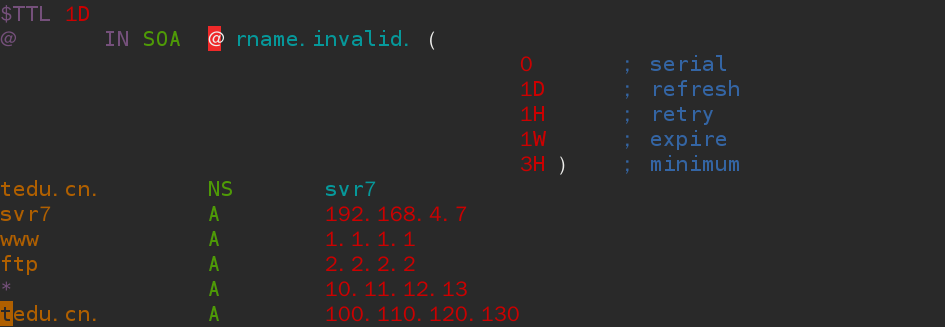 $TTL 1D
@ IN SOA @ rname.invalid. (
0 ; serial
1D ; refresh
1H ; retry
1W ; expire
3H ) ; minimum
tedu.cn. NS svr7
svr7 A 192.168.4.7
www A 1.1.1.1
ftp A 2.2.2.2
* A 10.11.12.13
tedu.cn. A 100.110.120.130